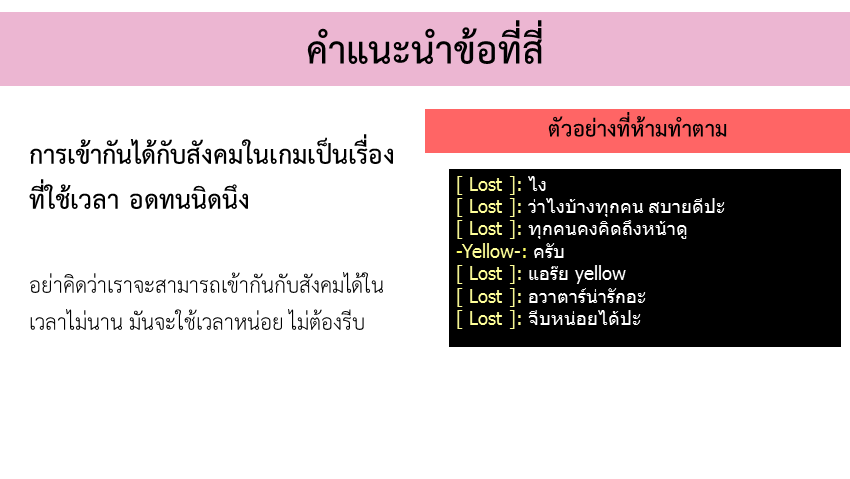 คำแนะนำข้อที่สี่
การเข้ากันได้กับสังคมในเกมเป็นเรื่อง
ที่ใช้เวลา อดทนนิดนึง
อย่าคิดว่าเราจะสามารถเข้ากันกับสังคมได้ใน
เวลาไม่นาน มันจะใช้เวลาหน่อย ไม่ต้องรีบ
ตัวอย่างที่ห้ามทำตาม
[ Lost ]: ไง
[ Lost ]: ว่าไงบ้างทุกคน สบายดีปะ
[ Lost ]: ทุกคนคงคิดถึงหน้าดู
-Yellow-: ครับ
[ Lost ]: แอร๊ย yellow
[ Lost ]: อวาตาร์น่ารักอะ
[ Lost ]: จีบหน่อยได้ปะ